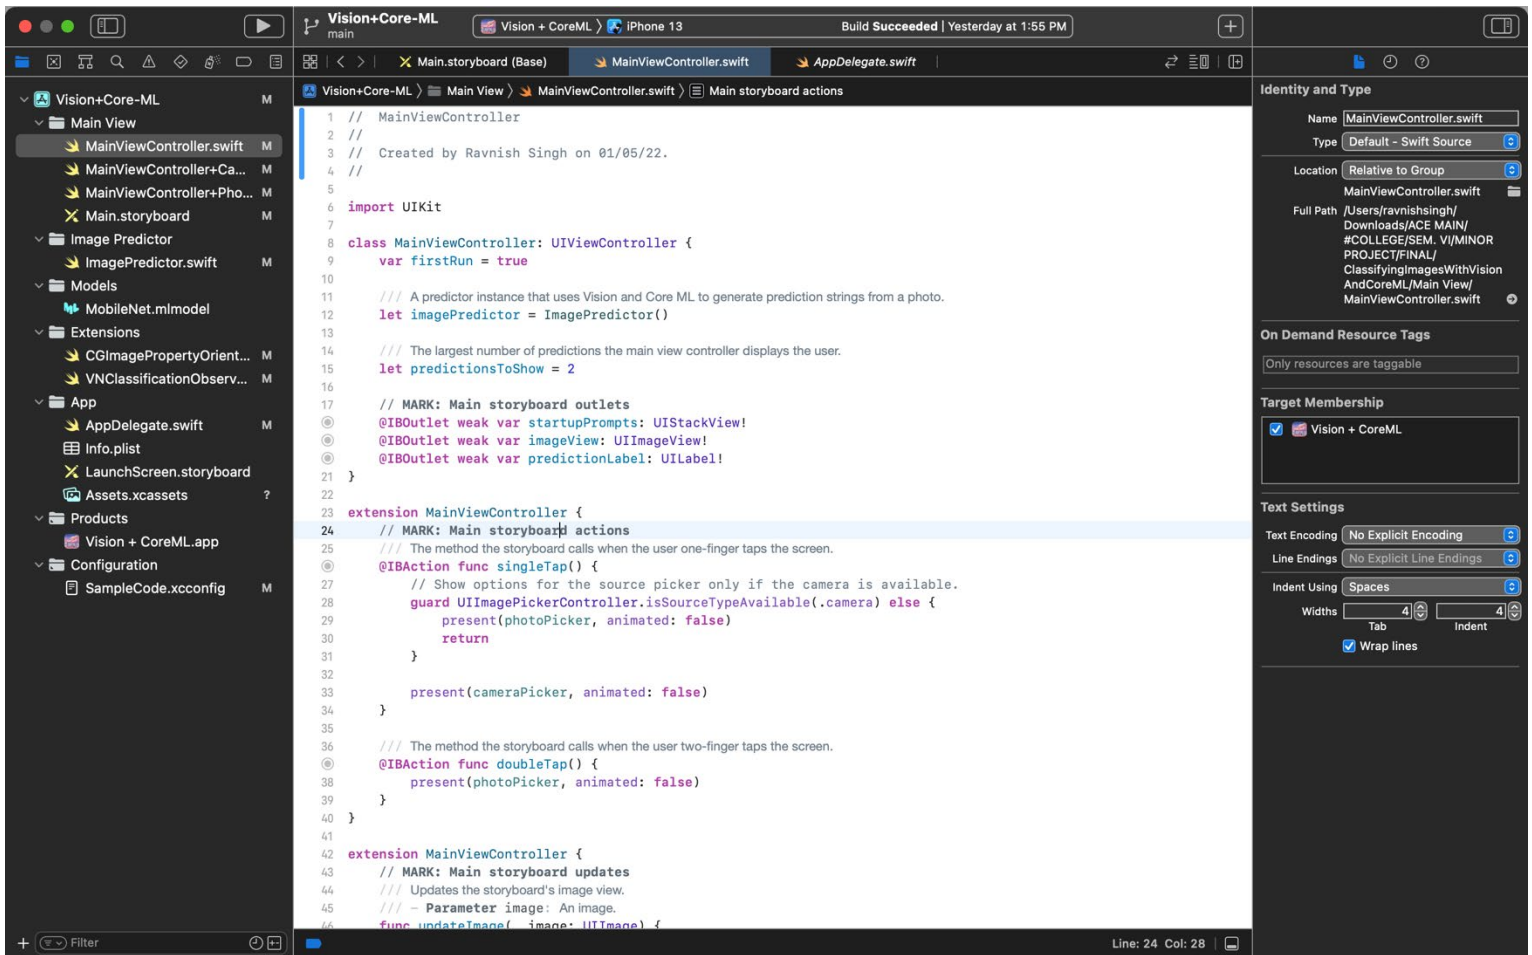 Vision+Core-ML
main
Vision + CoreML 〉 iPhone 13
Build Succeeded | Yesterday at 1:55 PM
Main.storyboard (Base)
MainViewController.swift
AppDelegate.swift
Vision+Core-ML 〉 Main View 〉 MainViewController.swift 〉 Main storyboard actions
Vision+Core-ML M
Main View
MainViewController.swift M
MainViewController+Ca... M
MainViewController+Pho... M
Main.storyboard M
Image Predictor
ImagePredictor.swift M
Models
MobileNet.mlmodel
Extensions
CGImagePropertyOrient... M
VNClassificationObserv... M
App
AppDelegate.swift M
Info.plist
LaunchScreen.storyboard
Assets.xcassets ?
Products
Vision + CoreML.app
Configuration
SampleCode.xcconfig M
Filter
1 //  MainViewController
2 //
3 //  Created by Ravnish Singh on 01/05/22.
4 //
5
6 import UIKit
7
8 class MainViewController: UIViewController {
9     var firstRun = true
10
11     /// A predictor instance that uses Vision and Core ML to generate prediction strings from a photo.
12     let imagePredictor = ImagePredictor()
13
14     /// The largest number of predictions the main view controller displays the user.
15     let predictionsToShow = 2
16
17     // MARK: Main storyboard outlets
    @IBOutlet weak var startupPrompts: UIStackView!
    @IBOutlet weak var imageView: UIImageView!
    @IBOutlet weak var predictionLabel: UILabel!
21 }
22
23 extension MainViewController {
24     // MARK: Main storyboard actions
25     /// The method the storyboard calls when the user one-finger taps the screen.
    @IBAction func singleTap() {
27         // Show options for the source picker only if the camera is available.
28         guard UIImagePickerController.isSourceTypeAvailable(.camera) else {
29             present(photoPicker, animated: false)
30             return
31         }
32
33         present(cameraPicker, animated: false)
34     }
35
36     /// The method the storyboard calls when the user two-finger taps the screen.
    @IBAction func doubleTap() {
38         present(photoPicker, animated: false)
39     }
40 }
41
42 extension MainViewController {
43     // MARK: Main storyboard updates
44     /// Updates the storyboard's image view.
45     /// - Parameter image: An image.
46     func updateImage(_ image: UIImage) {
Line: 24 Col: 28
Identity and Type
Name MainViewController.swift
Type Default - Swift Source
Location Relative to Group
MainViewController.swift
Full Path /Users/ravnishsingh/
Downloads/ACE MAIN/
#COLLEGE/SEM. VI/MINOR
PROJECT/FINAL/
ClassifyingImagesWithVision
AndCoreML/Main View/
MainViewController.swift
On Demand Resource Tags
Only resources are taggable
Target Membership
Vision + CoreML
Text Settings
Text Encoding No Explicit Encoding
Line Endings No Explicit Line Endings
Indent Using Spaces
Widths 4 4
Tab Indent
Wrap lines